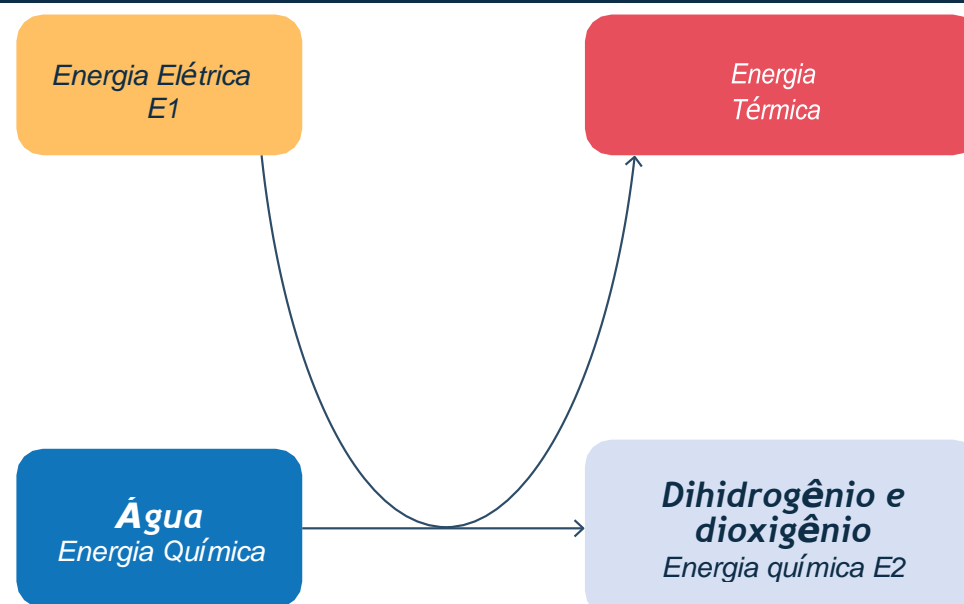 Energia Elétrica
E1
Energia
Térmica
Água
Energia Química
Dihidrogênio e
dioxigênio
Energia química E2